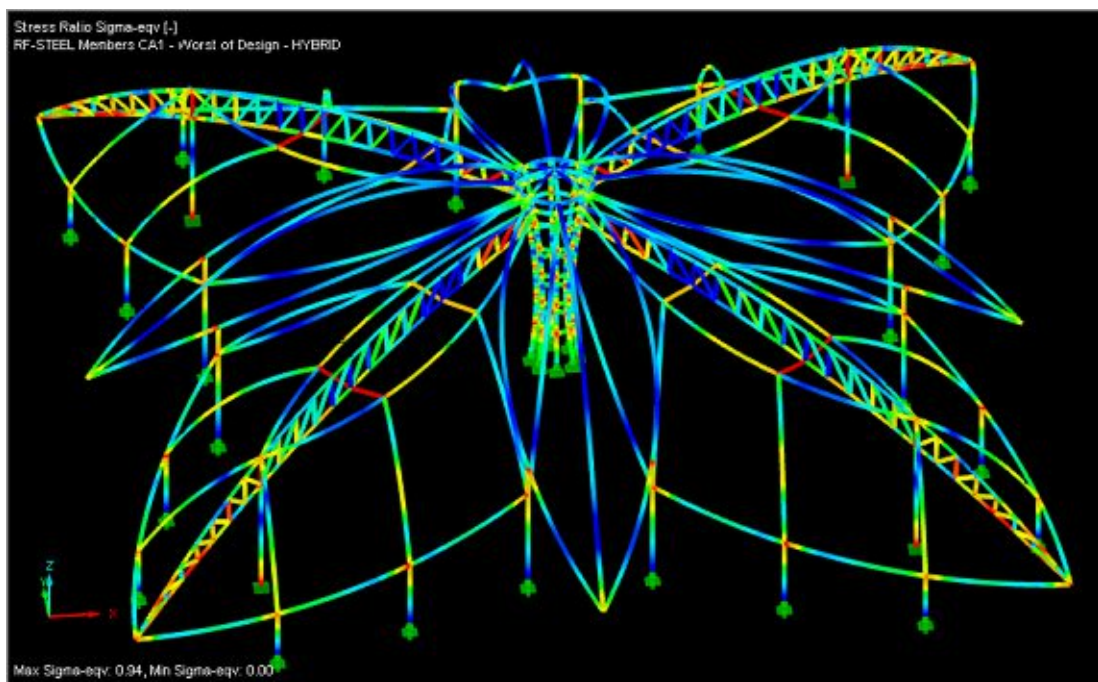 Stress Ratio Sigma-eqv [-]
RF-STEEL Members CA1 - Worst of Design - HYBRID
Z
Y
X
Max Sigma-eqv: 0.94, Min Sigma-eqv: 0.00